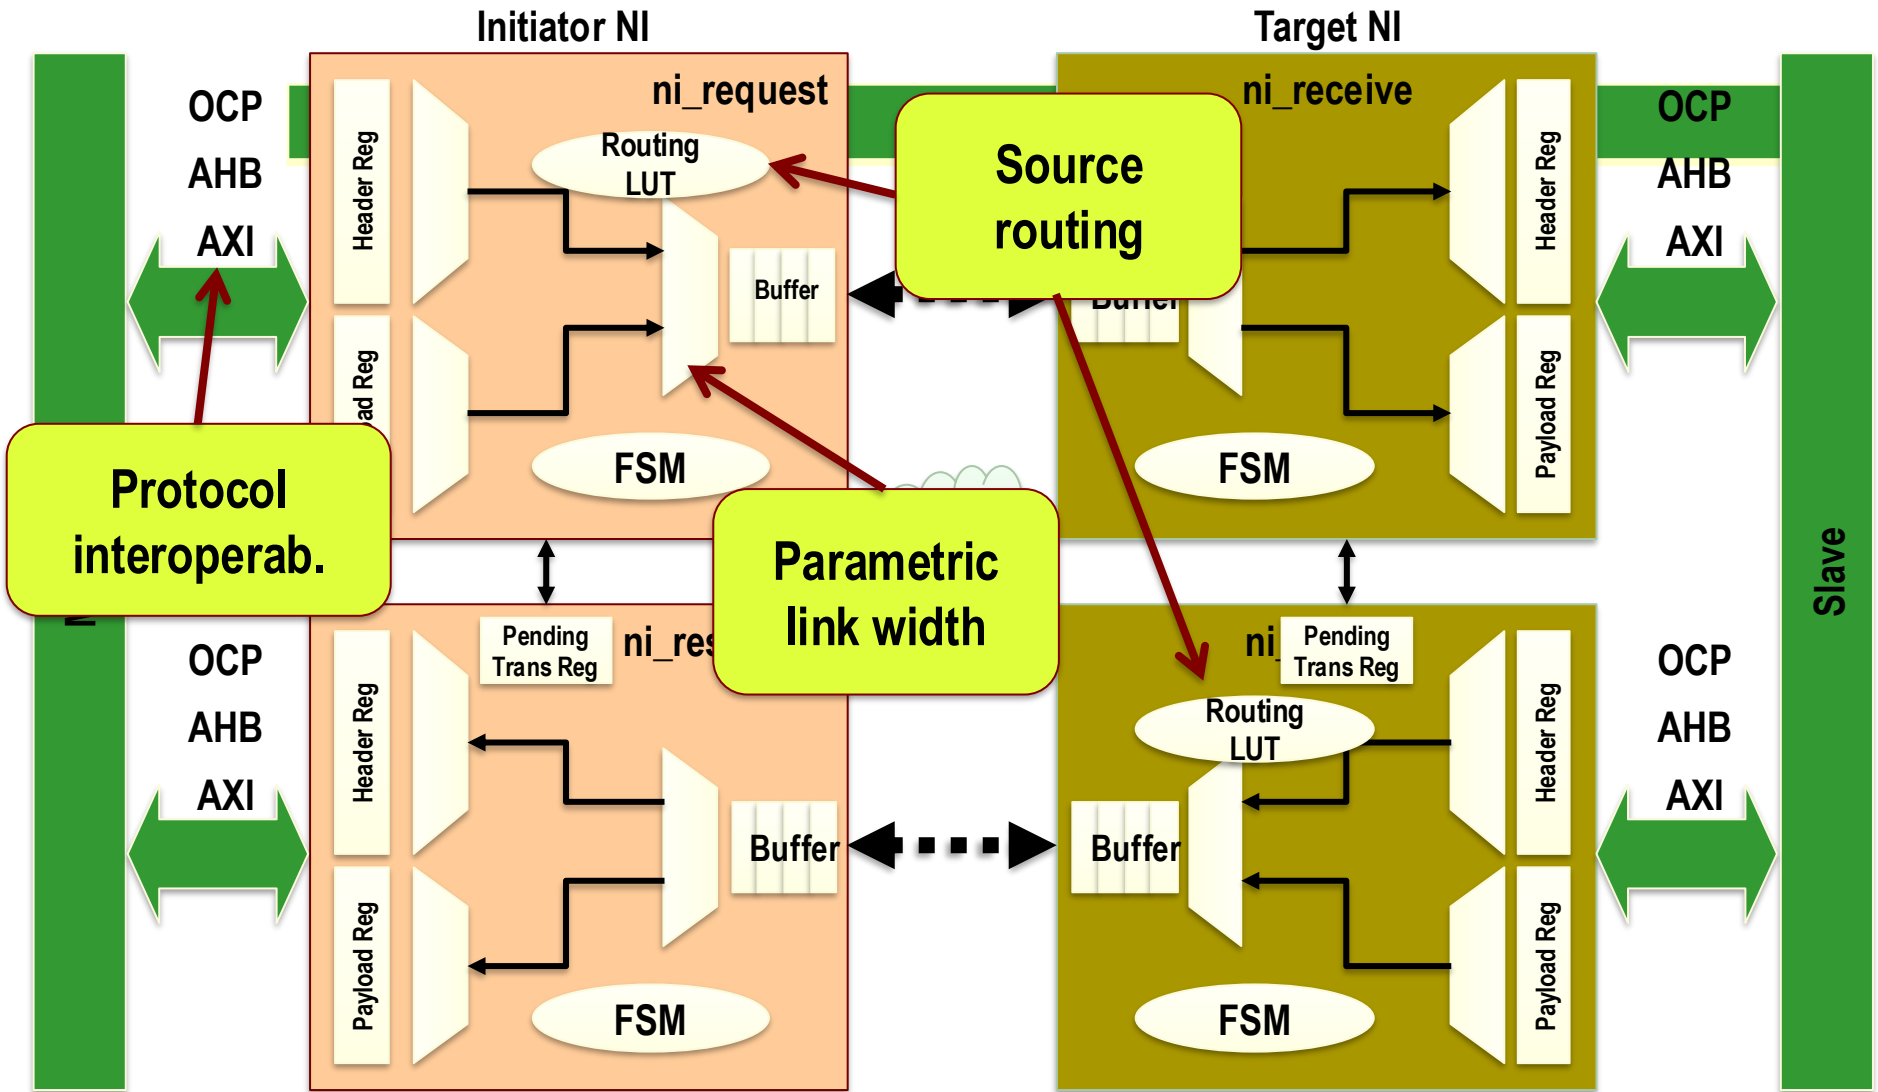 Initiator NI
Target NI
OCP
AHB
AXI
ni_request
Header Reg
Routing
LUT
Buffer
FSM
Source
routing
ni_receive
Buffer
Header Reg
Payload Reg
FSM
OCP
AHB
AXI
Protocol
interoperab.
Parametric
link width
Slave
OCP
AHB
AXI
Pending
Trans Reg
Header Reg
Payload Reg
Buffer
FSM
Pending
Trans Reg
Routing
LUT
Buffer
Header Reg
Payload Reg
FSM
OCP
AHB
AXI